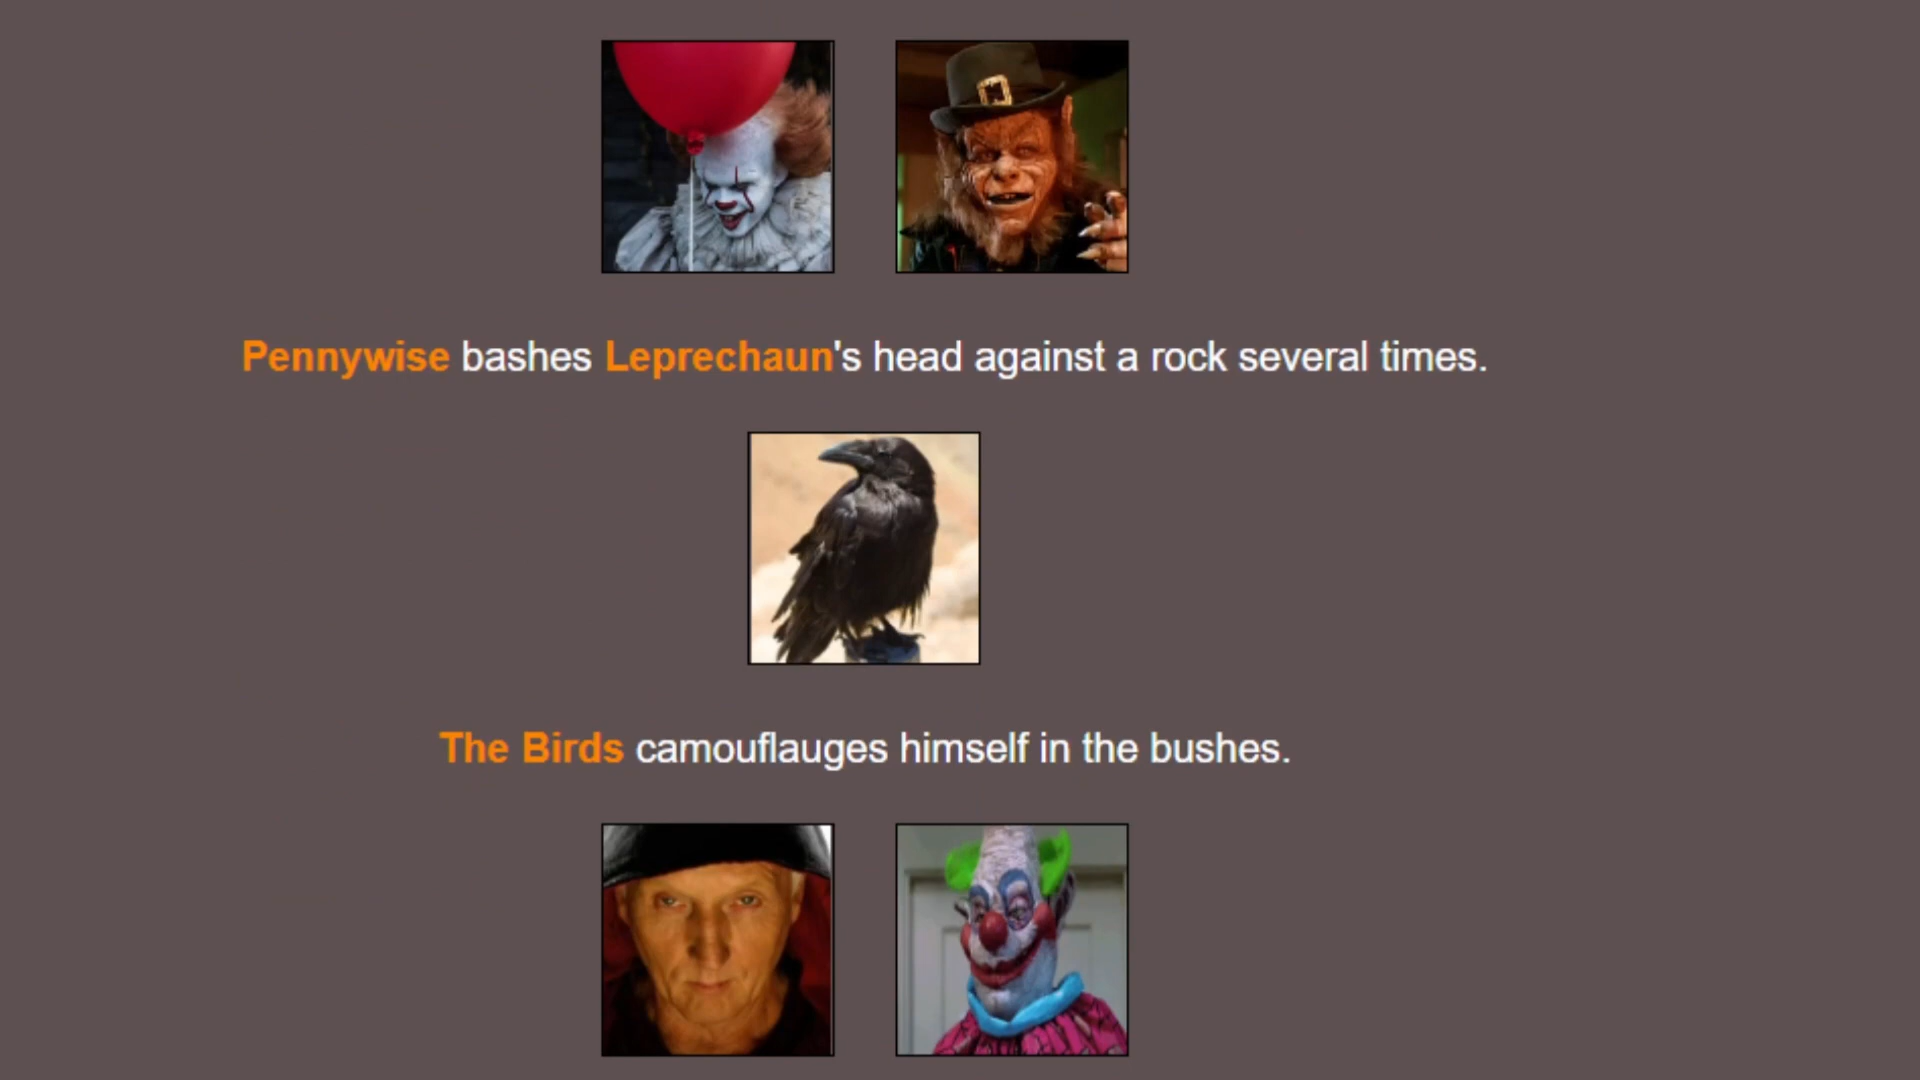 Pennywise bashes Leprechaun's head against a rock several times.
The Birds camouflauges himself in the bushes.